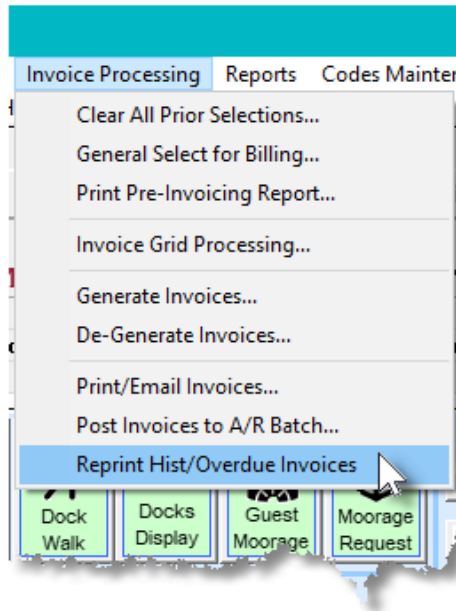 Invoice Processing Reports Codes Mainten
Clear All Prior Selections...
General Select for Billing...
Print Pre-Invoicing Report...
Invoice Grid Processing...
Generate Invoices...
De-Generate Invoices...
Print/Email Invoices...
Post Invoices to A/R Batch...
Reprint Hist/Overdue Invoices
Dock Docks Guest Moorage
Walk Display Moorage Request